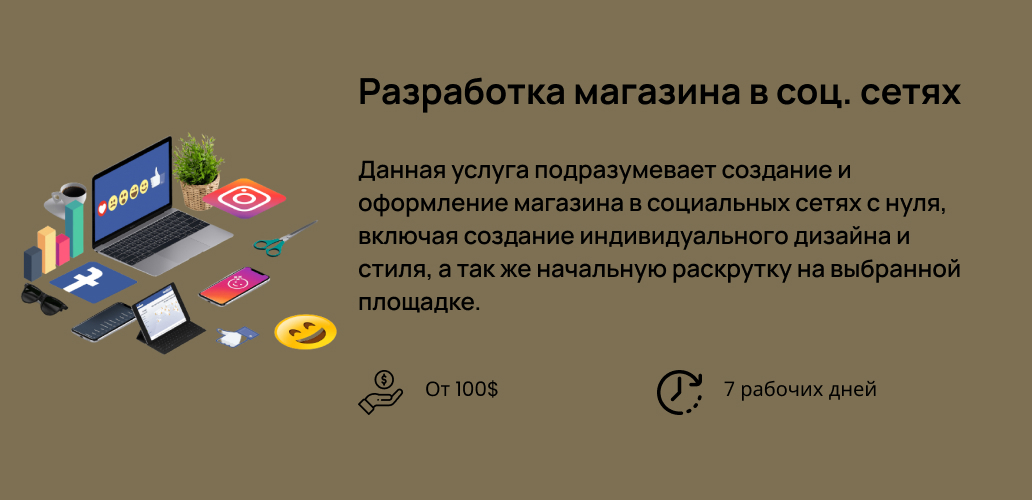 Разработка магазина в соц. сетях
Данная услуга подразумевает создание и
оформление магазина в социальных сетях с нуля,
включая создание индивидуального дизайна и
стиля, а так же начальную раскрутку на выбранной
площадке.
От 100$
7 рабочих дней